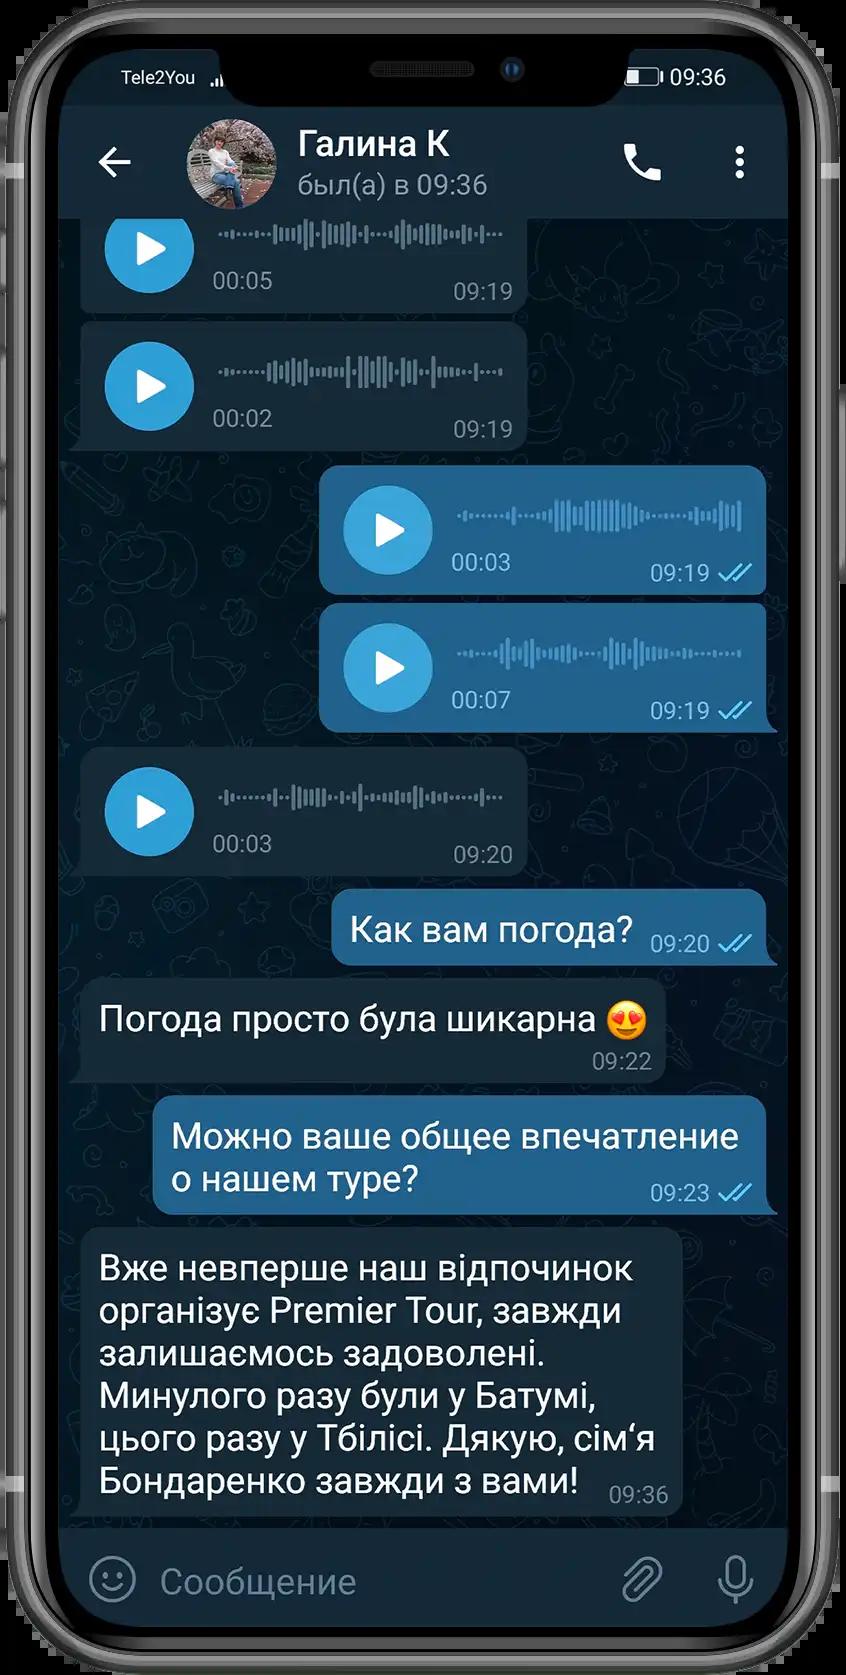 Tele2You 09:36
Галина К
был(а) в 09:36
00:05 09:19
00:02 09:19
00:03 09:19
00:07 09:19
00:03 09:20
Как вам погода? 09:20
Погода просто була шикарна 😍
09:22
Можно ваше общее впечатление
о нашем туре? 09:23
Вже невперше наш відпочинок
організує Premier Tour, завжди
залишаємось задоволені.
Минулого разу були у Батумі,
цього разу у Тбілісі. Дякую, сім‘я
Бондаренко завжди з вами! 09:36
Сообщение